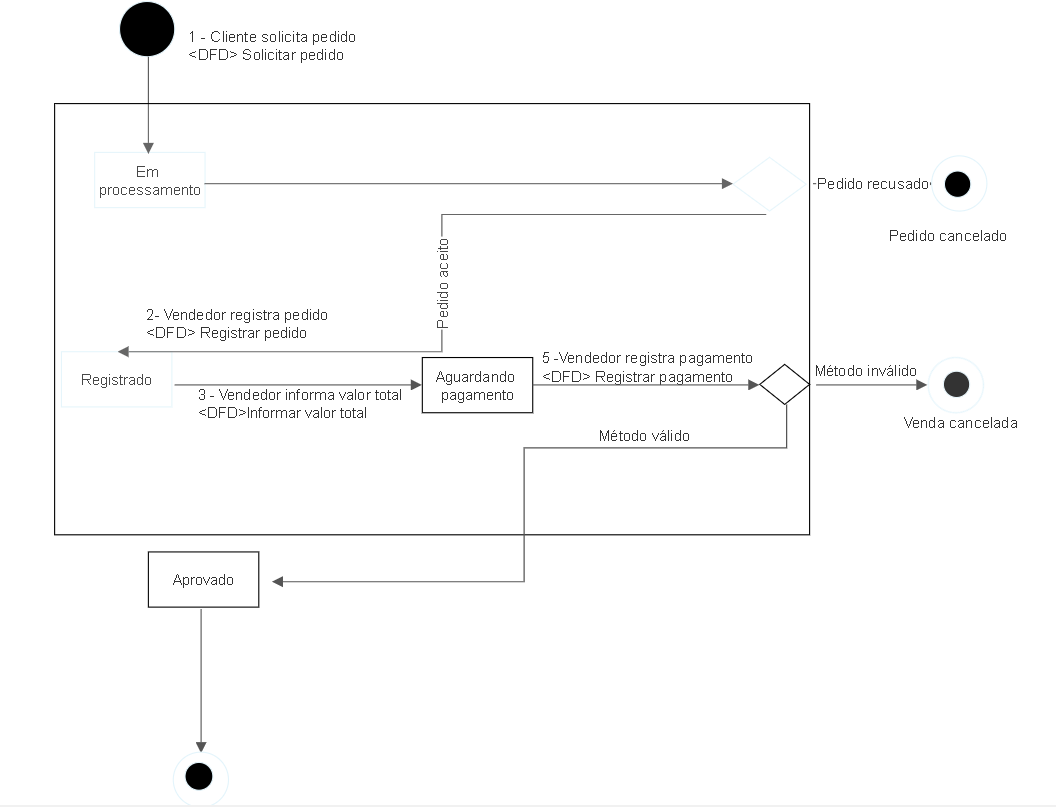 1 - Cliente solicita pedido
<DFD> Solicitar pedido
Em
processamento
Pedido recusado
Pedido cancelado
Pedido aceito
2- Vendedor registra pedido
<DFD> Registrar pedido
Registrado
3 - Vendedor informa valor total
<DFD>Informar valor total
Aguardando
pagamento
5 -Vendedor registra pagamento
<DFD> Registrar pagamento
Método inválido
Venda cancelada
Método válido
Aprovado